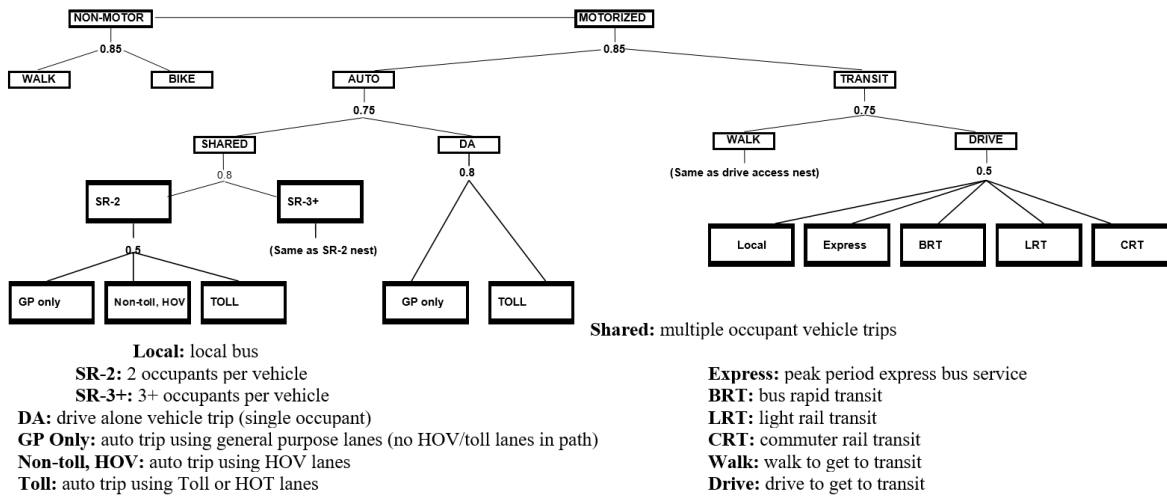 NON-MOTOR MOTORIZED
0.85 0.85
WALK BIKE AUTO TRANSIT
0.75 0.75
SHARED DA WALK DRIVE
0.8 0.8 (Same as drive access nest) 0.5
SR-2 SR-3+
Local Express BRT LRT CRT
0.5 (Same as SR-2 nest)
GP only Non-toll, HOV TOLL GP only TOLL
Shared: multiple occupant vehicle trips
Local: local bus
SR-2: 2 occupants per vehicle
SR-3+: 3+ occupants per vehicle
DA: drive alone vehicle trip (single occupant)
GP Only: auto trip using general purpose lanes (no HOV/toll lanes in path)
Non-toll, HOV: auto trip using HOV lanes
Toll: auto trip using Toll or HOT lanes
Express: peak period express bus service
BRT: bus rapid transit
LRT: light rail transit
CRT: commuter rail transit
Walk: walk to get to transit
Drive: drive to get to transit